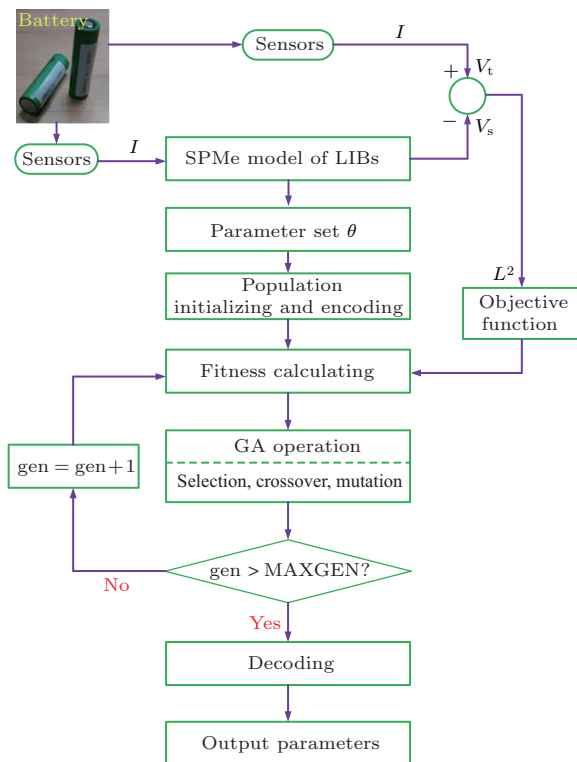 Battery
Sensors
I
+
Vₜ
−
Vₛ
Sensors
I
SPMe model of LIBs
Parameter set θ
Population
initializing and encoding
L²
Objective
function
Fitness calculating
gen = gen+1
GA operation
Selection, crossover, mutation
gen > MAXGEN?
No
Yes
Decoding
Output parameters